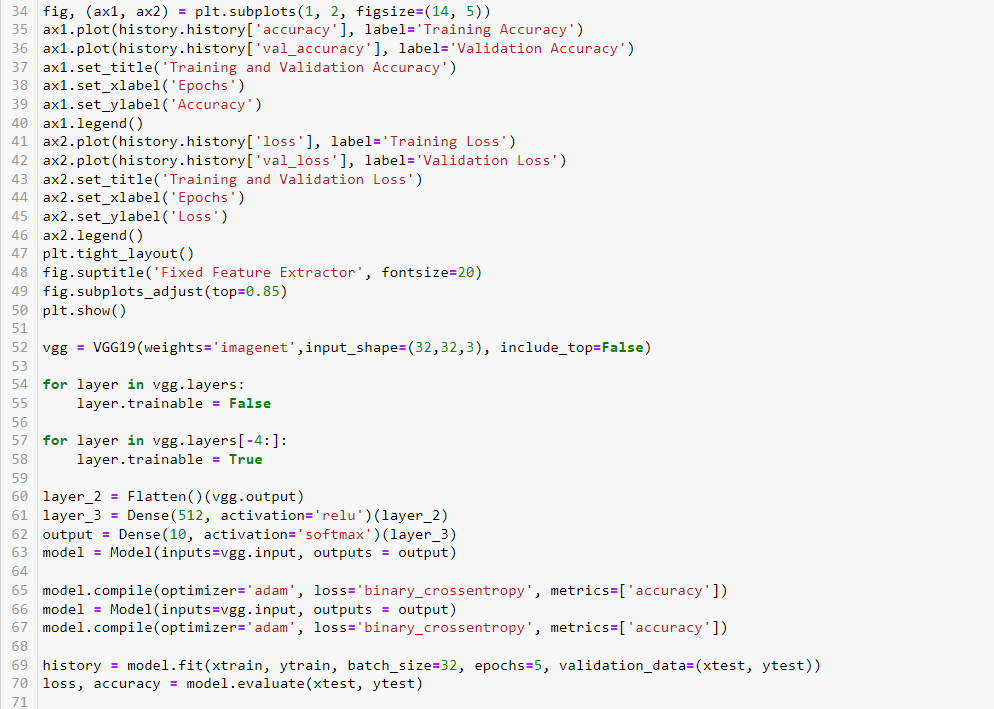 34 fig, (ax1, ax2) = plt.subplots(1, 2, figsize=(14, 5))
35 ax1.plot(history.history['accuracy'], label='Training Accuracy')
36 ax1.plot(history.history['val_accuracy'], label='Validation Accuracy')
37 ax1.set_title('Training and Validation Accuracy')
38 ax1.set_xlabel('Epochs')
39 ax1.set_ylabel('Accuracy')
40 ax1.legend()
41 ax2.plot(history.history['loss'], label='Training Loss')
42 ax2.plot(history.history['val_loss'], label='Validation Loss')
43 ax2.set_title('Training and Validation Loss')
44 ax2.set_xlabel('Epochs')
45 ax2.set_ylabel('Loss')
46 ax2.legend()
47 plt.tight_layout()
48 fig.suptitle('Fixed Feature Extractor', fontsize=20)
49 fig.subplots_adjust(top=0.85)
50 plt.show()
51
52 vgg = VGG19(weights='imagenet',input_shape=(32,32,3), include_top=False)
53
54 for layer in vgg.layers:
55     layer.trainable = False
56
57 for layer in vgg.layers[-4:]:
58     layer.trainable = True
59
60 layer_2 = Flatten()(vgg.output)
61 layer_3 = Dense(512, activation='relu')(layer_2)
62 output = Dense(10, activation='softmax')(layer_3)
63 model = Model(inputs=vgg.input, outputs = output)
64
65 model.compile(optimizer='adam', loss='binary_crossentropy', metrics=['accuracy'])
66 model = Model(inputs=vgg.input, outputs = output)
67 model.compile(optimizer='adam', loss='binary_crossentropy', metrics=['accuracy'])
68
69 history = model.fit(xtrain, ytrain, batch_size=32, epochs=5, validation_data=(xtest, ytest))
70 loss, accuracy = model.evaluate(xtest, ytest)
71